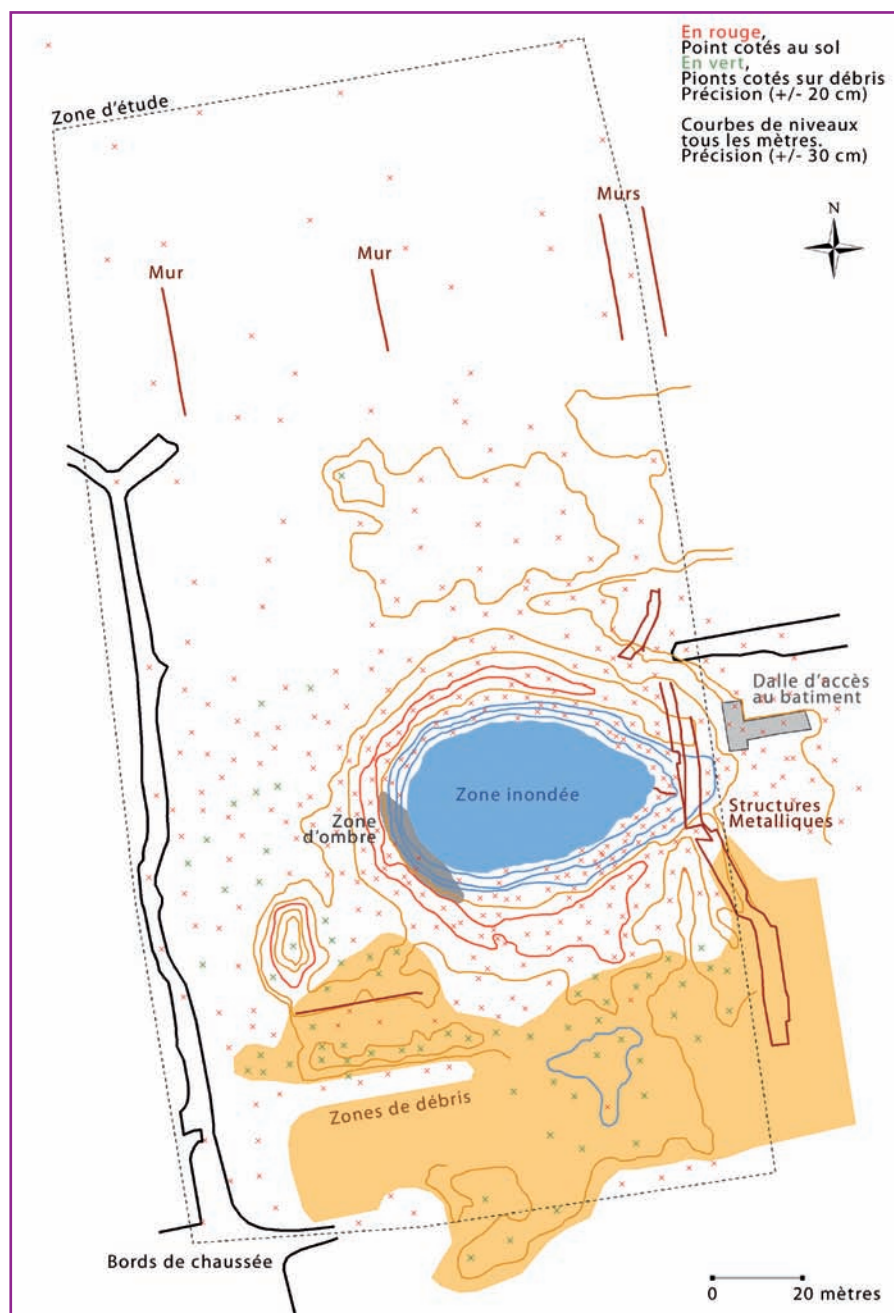 En rouge,
Point cotés au sol
En vert,
Pionts cotés sur débris
Précision (+/- 20 cm)
Courbes de niveaux
tous les mètres.
Précision (+/- 30 cm)
Zone d'étude
N
Murs
Mur
Mur
Dalle d'accès
au batiment
Zone inondée
Structures
Metalliques
Zone
d'ombre
Zones de débris
Bords de chaussée
0 20 mètres